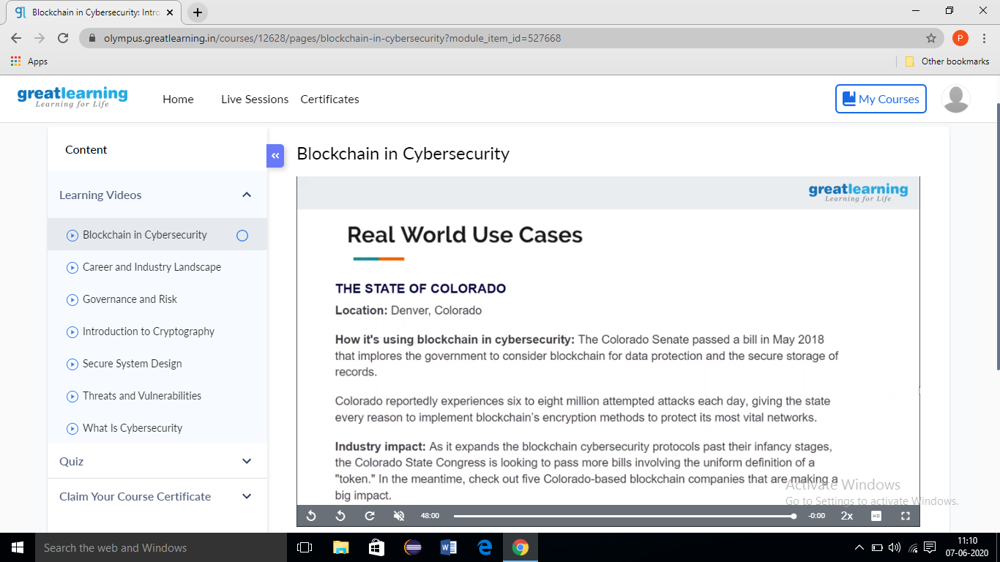 Blockchain in Cybersecurity: Intro
olympus.greatlearning.in/courses/12628/pages/blockchain-in-cybersecurity?module_item_id=527668
P
Apps
Other bookmarks
greatlearning
Learning for Life
Home
Live Sessions
Certificates
My Courses
Content
Learning Videos
Blockchain in Cybersecurity
Career and Industry Landscape
Governance and Risk
Introduction to Cryptography
Secure System Design
Threats and Vulnerabilities
What Is Cybersecurity
Quiz
Claim Your Course Certificate
Blockchain in Cybersecurity
greatlearning
Learning for Life
Real World Use Cases
THE STATE OF COLORADO
Location: Denver, Colorado
How it's using blockchain in cybersecurity: The Colorado Senate passed a bill in May 2018
that implores the government to consider blockchain for data protection and the secure storage of
records.
Colorado reportedly experiences six to eight million attempted attacks each day, giving the state
every reason to implement blockchain's encryption methods to protect its most vital networks.
Industry impact: As it expands the blockchain cybersecurity protocols past their infancy stages,
the Colorado State Congress is looking to pass more bills involving the uniform definition of a
"token." In the meantime, check out five Colorado-based blockchain companies that are making a
big impact.
Activate Windows
Go to Settings to activate Windows.
48:00
-0:00
2x
HD
Search the web and Windows
11:10
07-06-2020